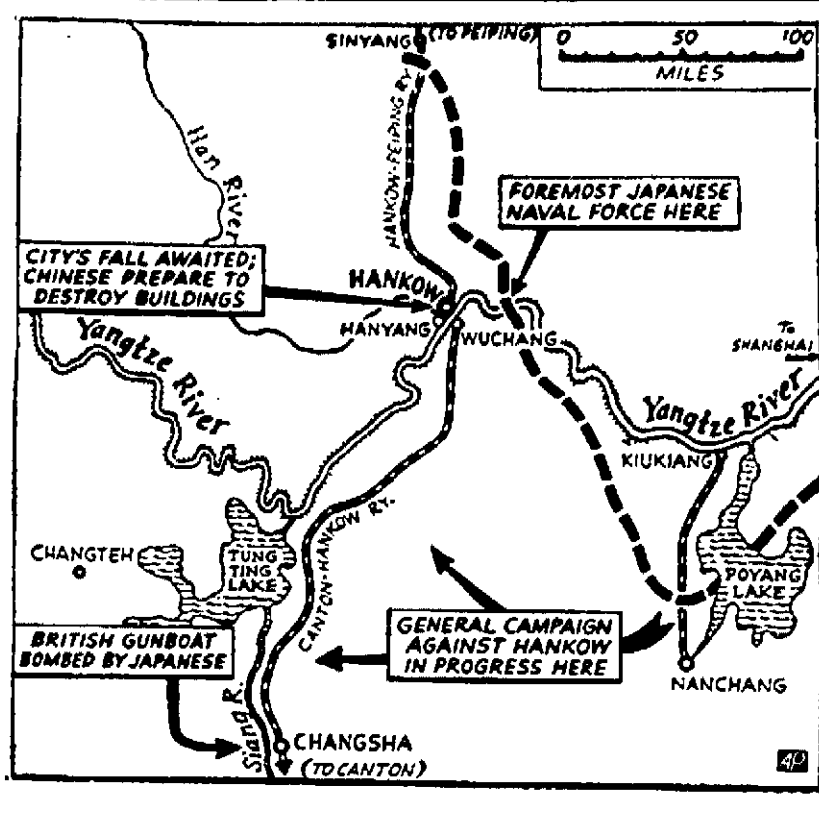 SINYANG (TO PEIPING)
0 50 100
MILES
Han River
HANKOW-PEIPING RY.
FOREMOST JAPANESE
NAVAL FORCE HERE
CITY'S FALL AWAITED;
CHINESE PREPARE TO
DESTROY BUILDINGS
HANKOW
HANYANG
WUCHANG
To
SHANGHAI
Yangtze River
Yangtze River
KIUKIANG
CHANGTEH
TUNG
TING
LAKE
CANTON-HANKOW RY.
POYANG
LAKE
BRITISH GUNBOAT
BOMBED BY JAPANESE
GENERAL CAMPAIGN
AGAINST HANKOW
IN PROGRESS HERE
NANCHANG
Siang R.
CHANGSHA
(TO CANTON)
AP